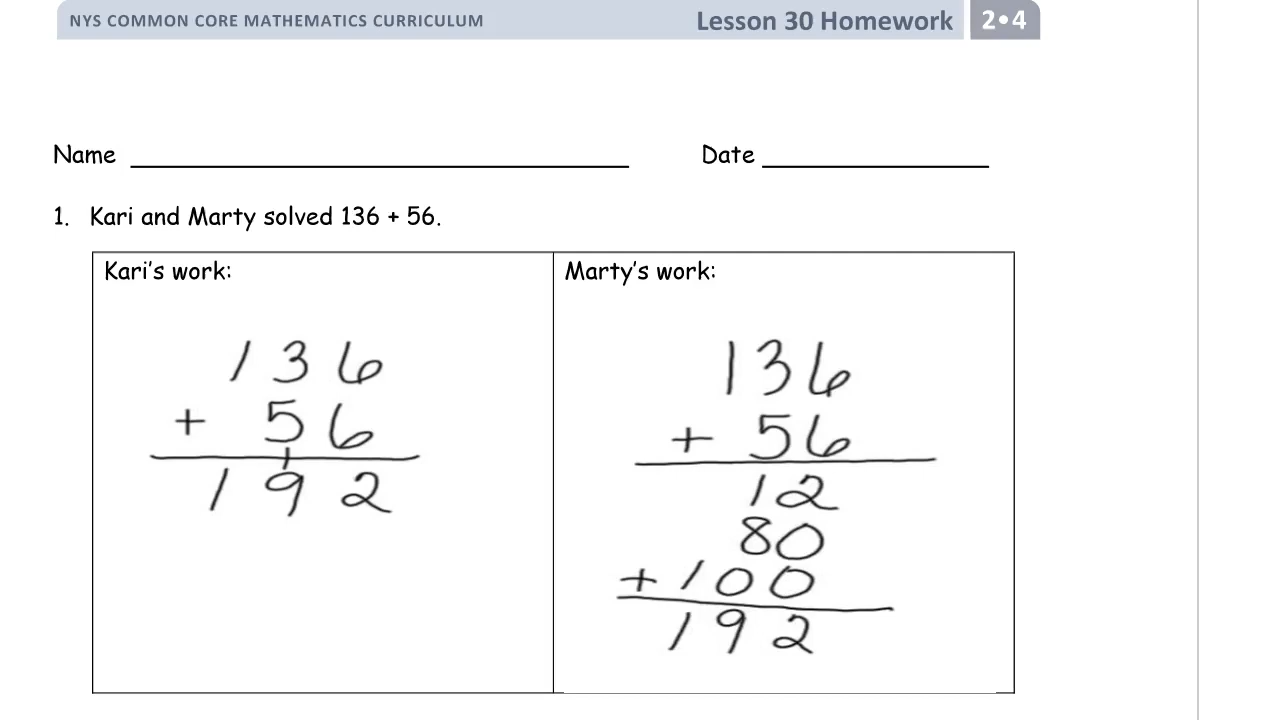 NYS COMMON CORE MATHEMATICS CURRICULUM Lesson 30 Homework 2•4
Name Date
1. Kari and Marty solved 136 + 56.
Kari's work:
136
+ 56
1
192
Marty's work:
136
+ 56
12
80
+ 100
192